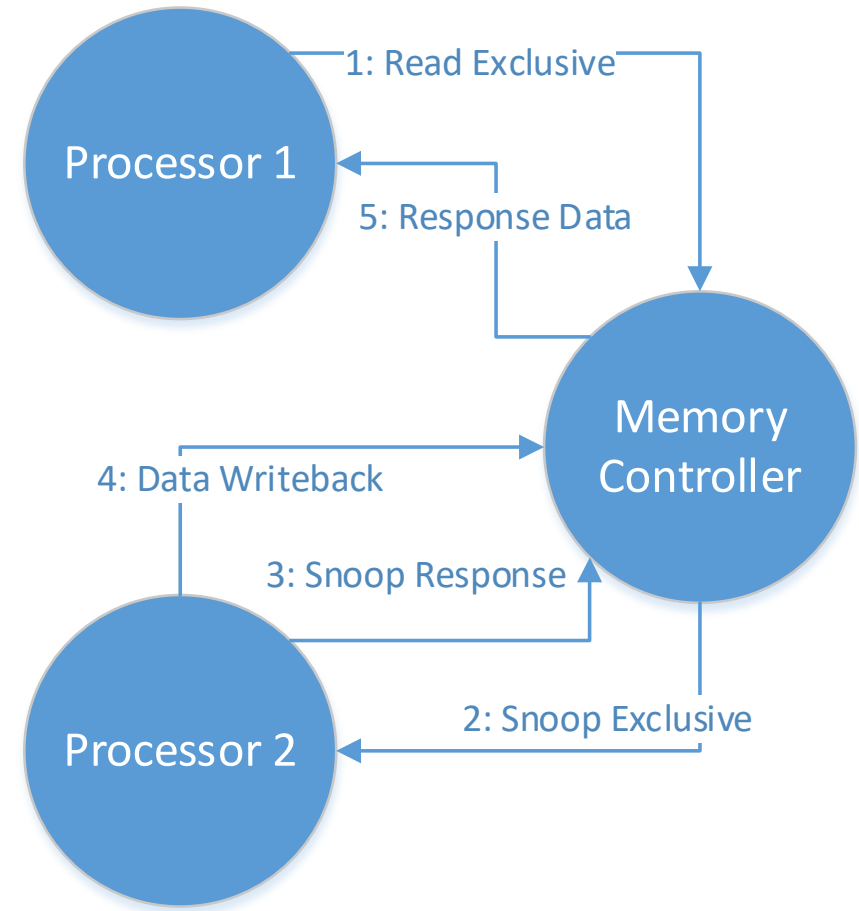 1: Read Exclusive
Processor 1
5: Response Data
Memory
Controller
4: Data Writeback
3: Snoop Response
2: Snoop Exclusive
Processor 2